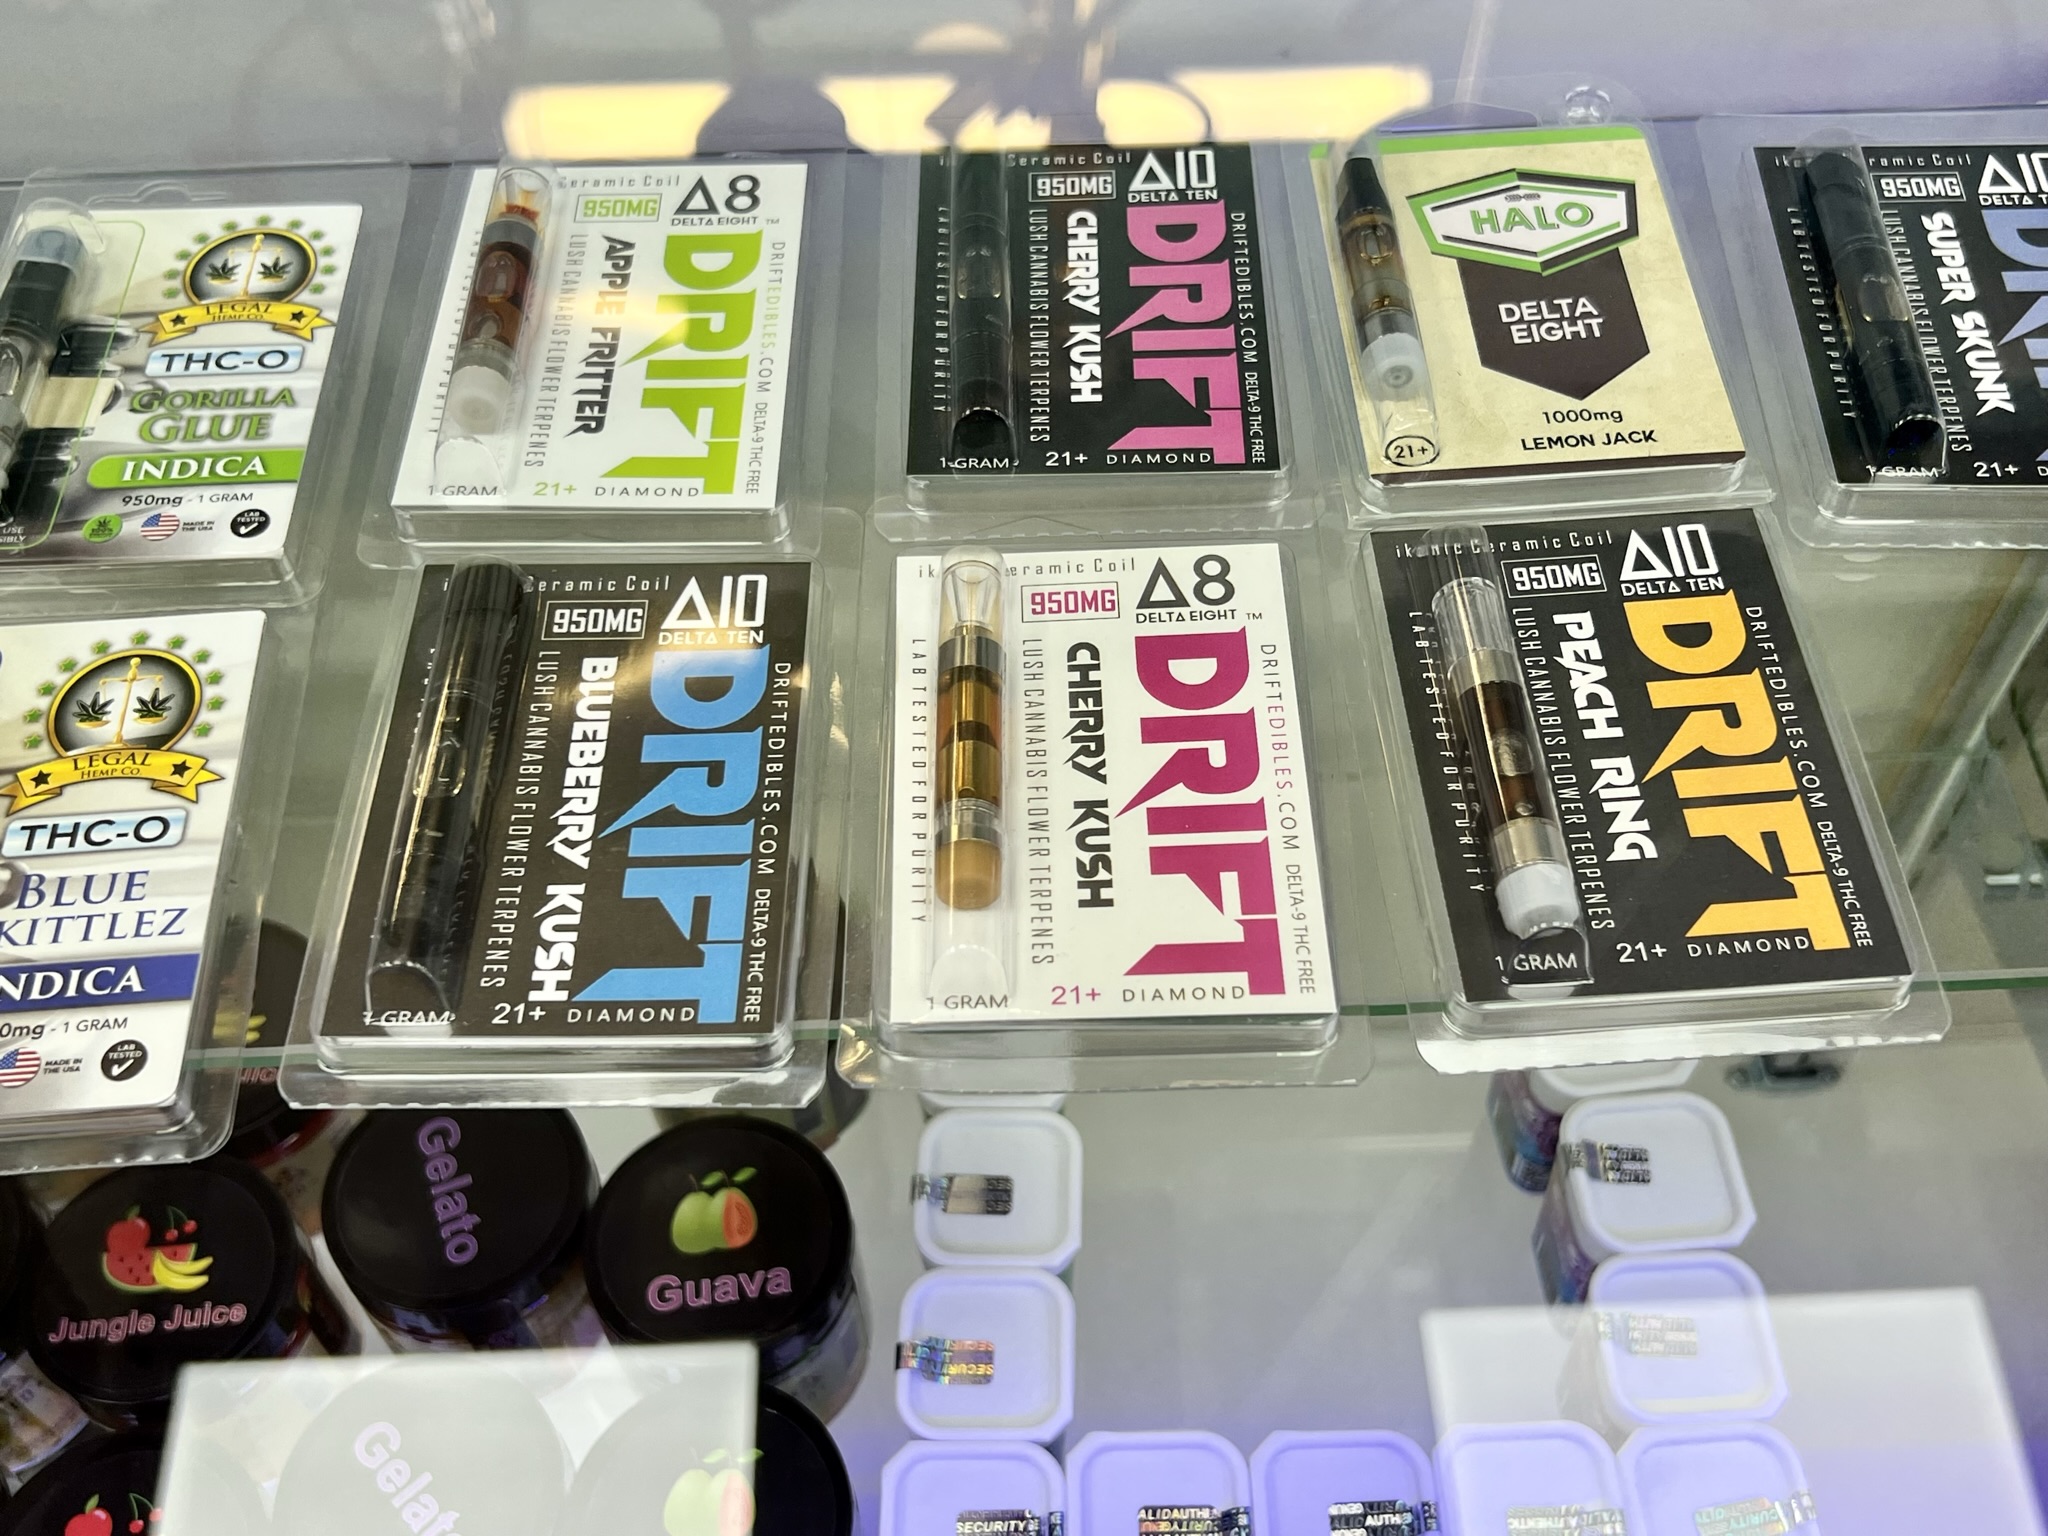 LEGAL
HEMP CO.
THC-O
GORILLA
GLUE
INDICA
950mg - 1 GRAM
MADE IN
THE USA
LAB
TESTED
Ceramic Coil
950MG
Δ8
DELTA EIGHT ™
DRIFT
APPLE FRITTER
LUSH CANNABIS FLOWER TERPENES
DRIFTEDIBLES.COM DELTA-9 THC FREE
1 GRAM
21+
DIAMOND
Ceramic Coil
950MG
Δ10
DELTA TEN
DRIFT
CHERRY KUSH
LUSH CANNABIS FLOWER TERPENES
LAB TESTED FOR PURITY
DRIFTEDIBLES.COM DELTA-9 THC FREE
1 GRAM
21+
DIAMOND
HALO
DELTA
EIGHT
1000mg
LEMON JACK
21+
950MG
Δ10
SUPER SKUNK
LUSH CANNABIS FLOWER TERPENES
LAB TESTED FOR PURITY
1 GRAM
21+
LEGAL
HEMP CO.
THC-O
BLUE
KITTLEZ
NDICA
0mg - 1 GRAM
MADE IN
THE USA
LAB
TESTED
Ceramic Coil
950MG
Δ10
DELTA TEN
DRIFT
BUEBERRY KUSH
LUSH CANNABIS FLOWER TERPENES
DRIFTEDIBLES.COM DELTA-9 THC FREE
GRAM
21+
DIAMOND
ik eramic Coil
950MG
Δ8
DELTA EIGHT ™
DRIFT
CHERRY KUSH
LUSH CANNABIS FLOWER TERPENES
LAB TESTED FOR PURITY
DRIFTEDIBLES.COM DELTA-9 THC FREE
1 GRAM
21+
DIAMOND
Ceramic Coil
950MG
Δ10
DELTA TEN
DRIFT
PEACH RING
LUSH CANNABIS FLOWER TERPENES
LAB TESTED FOR PURITY
DRIFTEDIBLES.COM DELTA-9 THC FREE
1 GRAM
21+
DIAMOND
Jungle Juice
Gelato
Guava
Gelat
SECURITY